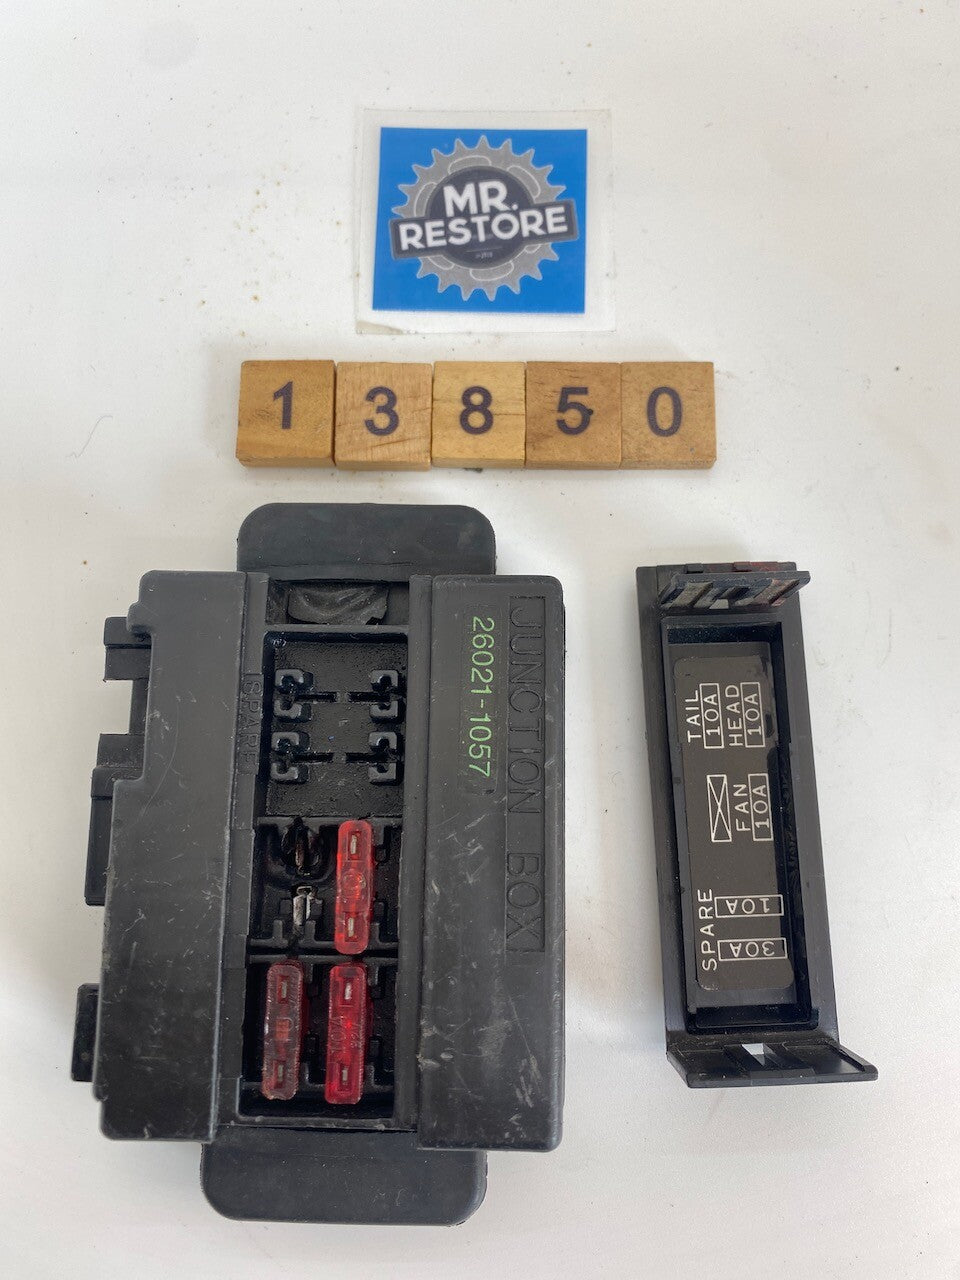 MR.
RESTORE
1 3 8 5 0
JUNCTION BOX
26021-1057
SPARE
TAIL
10A
HEAD
10A
FAN
10A
SPARE
10A
30A